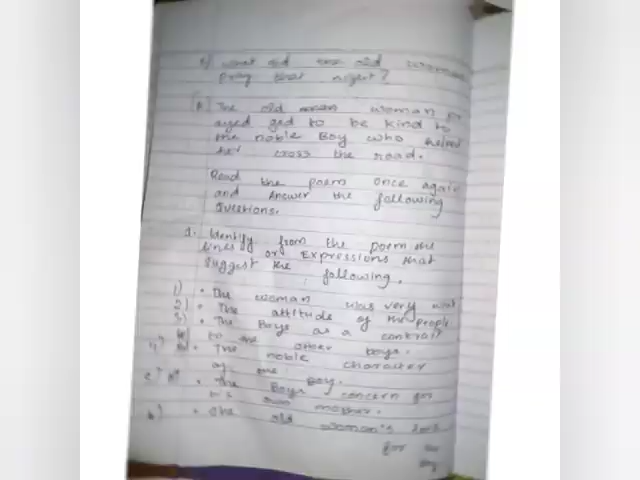 what did the old woman
pray that night?
The old woman pr
ayed god to be kind to
the noble Boy who helped
her cross the road.
Read the poem once again
and Answer the following
Questions.
1. Identify from the poem the
lines or Expressions that
suggest the following.
1) • The woman was very
2) • The attitude of the people
3) • The Boys as a contrast
to the other boys.
• The noble character
of the Boy.
• The Boys concern for
his own mother.
• The old woman's
for